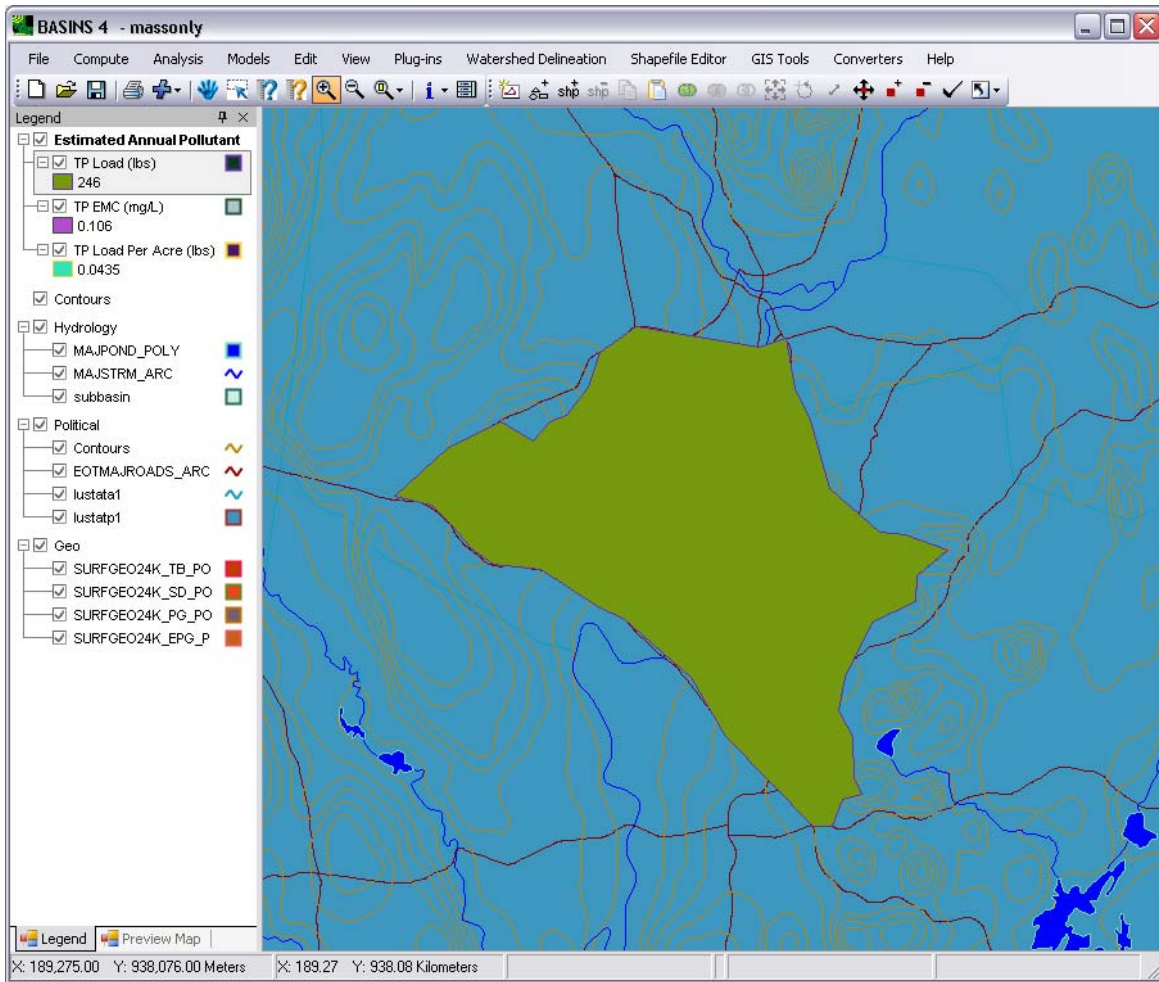 BASINS 4 - massonly
File Compute Analysis Models Edit View Plug-ins Watershed Delineation Shapefile Editor GIS Tools Converters Help
shp shp
Legend
Estimated Annual Pollutant
TP Load (lbs)
246
TP EMC (mg/L)
0.106
TP Load Per Acre (lbs)
0.0435
Contours
Hydrology
MAJPOND_POLY
MAJSTRM_ARC
subbasin
Political
Contours
EOTMAJROADS_ARC
lustata1
lustatp1
Geo
SURFGEO24K_TB_PO
SURFGEO24K_SD_PO
SURFGEO24K_PG_PO
SURFGEO24K_EPG_P
Legend Preview Map
X: 189,275.00 Y: 938,076.00 Meters X: 189.27 Y: 938.08 Kilometers